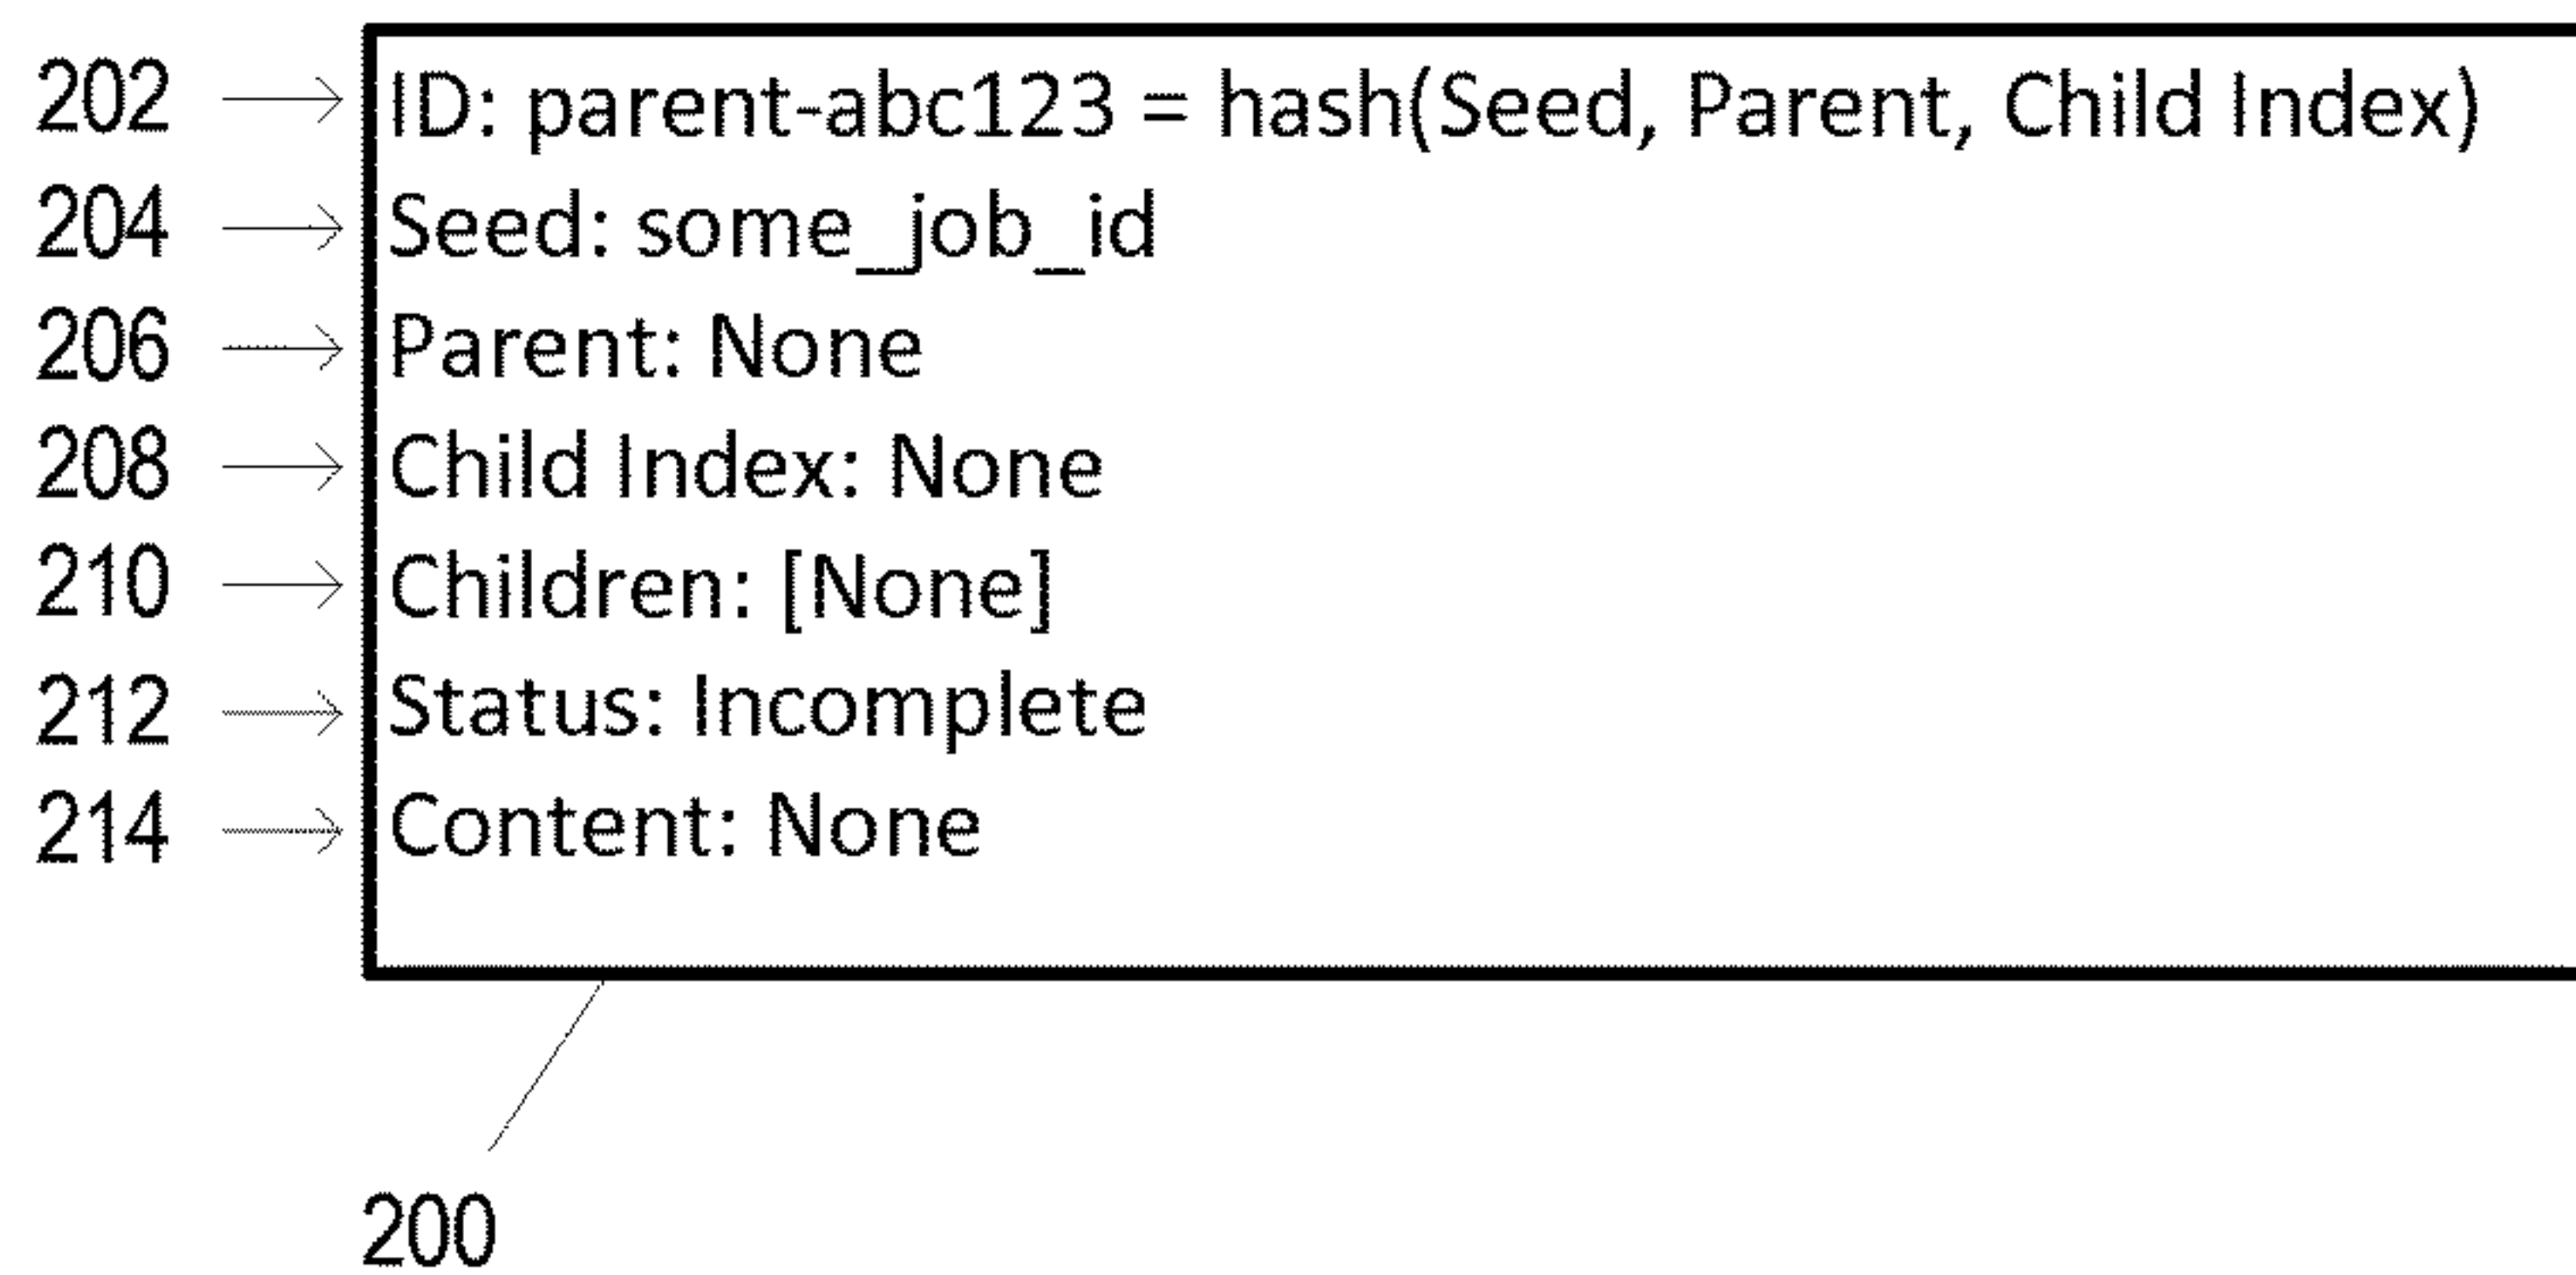 202 ID: parent-abc123 = hash(Seed, Parent, Child Index)
204 Seed: some_job_id
206 Parent: None
208 Child Index: None
210 Children: [None]
212 Status: Incomplete
214 Content: None
200